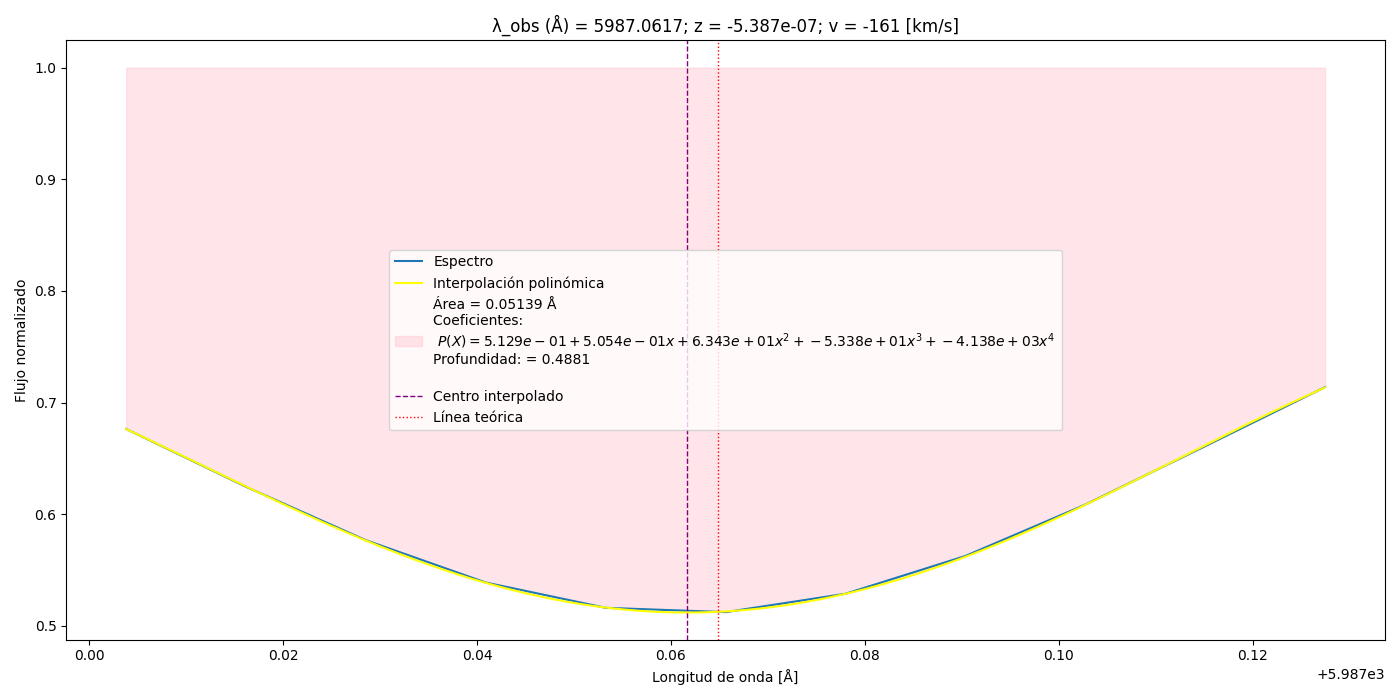 λ_obs (Å) = 5987.0617; z = -5.387e-07; v = -161 [km/s]
1.0
0.9
0.8
0.7
0.6
0.5
Flujo normalizado
Espectro
Interpolación polinómica
Área = 0.05139 Å
Coeficientes:
P(X) = 5.129e − 01 + 5.054e − 01x + 6.343e + 01x² + −5.338e + 01x³ + −4.138e + 03x⁴
Profundidad: = 0.4881
Centro interpolado
Línea teórica
0.00 0.02 0.04 0.06 0.08 0.10 0.12
+5.987e3
Longitud de onda [Å]